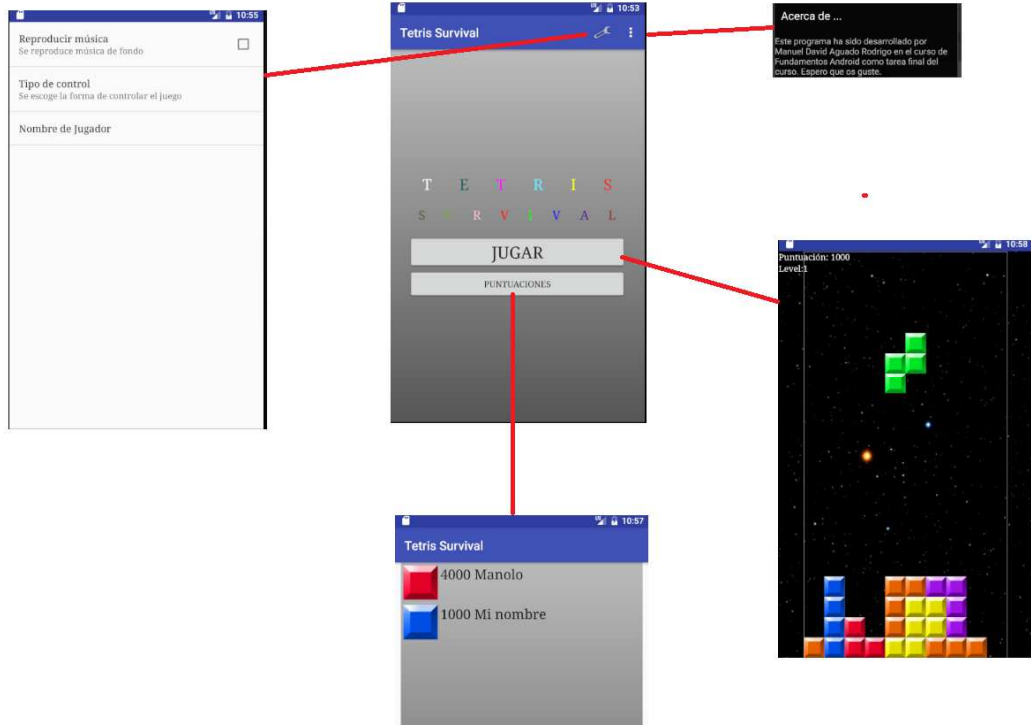 10:55
Reproducir música
Se reproduce música de fondo
Tipo de control
Se escoge la forma de controlar el juego
Nombre de Jugador
10:53
Tetris Survival
T E T R I S
S U R V I V A L
JUGAR
PUNTUACIONES
Acerca de ...
Este programa ha sido desarrollado por
Manuel David Aguado Rodrigo en el curso de
Fundamentos Android como tarea final del
curso. Espero que os guste.
10:58
Puntuación: 1000
Level:1
10:57
Tetris Survival
4000 Manolo
1000 Mi nombre